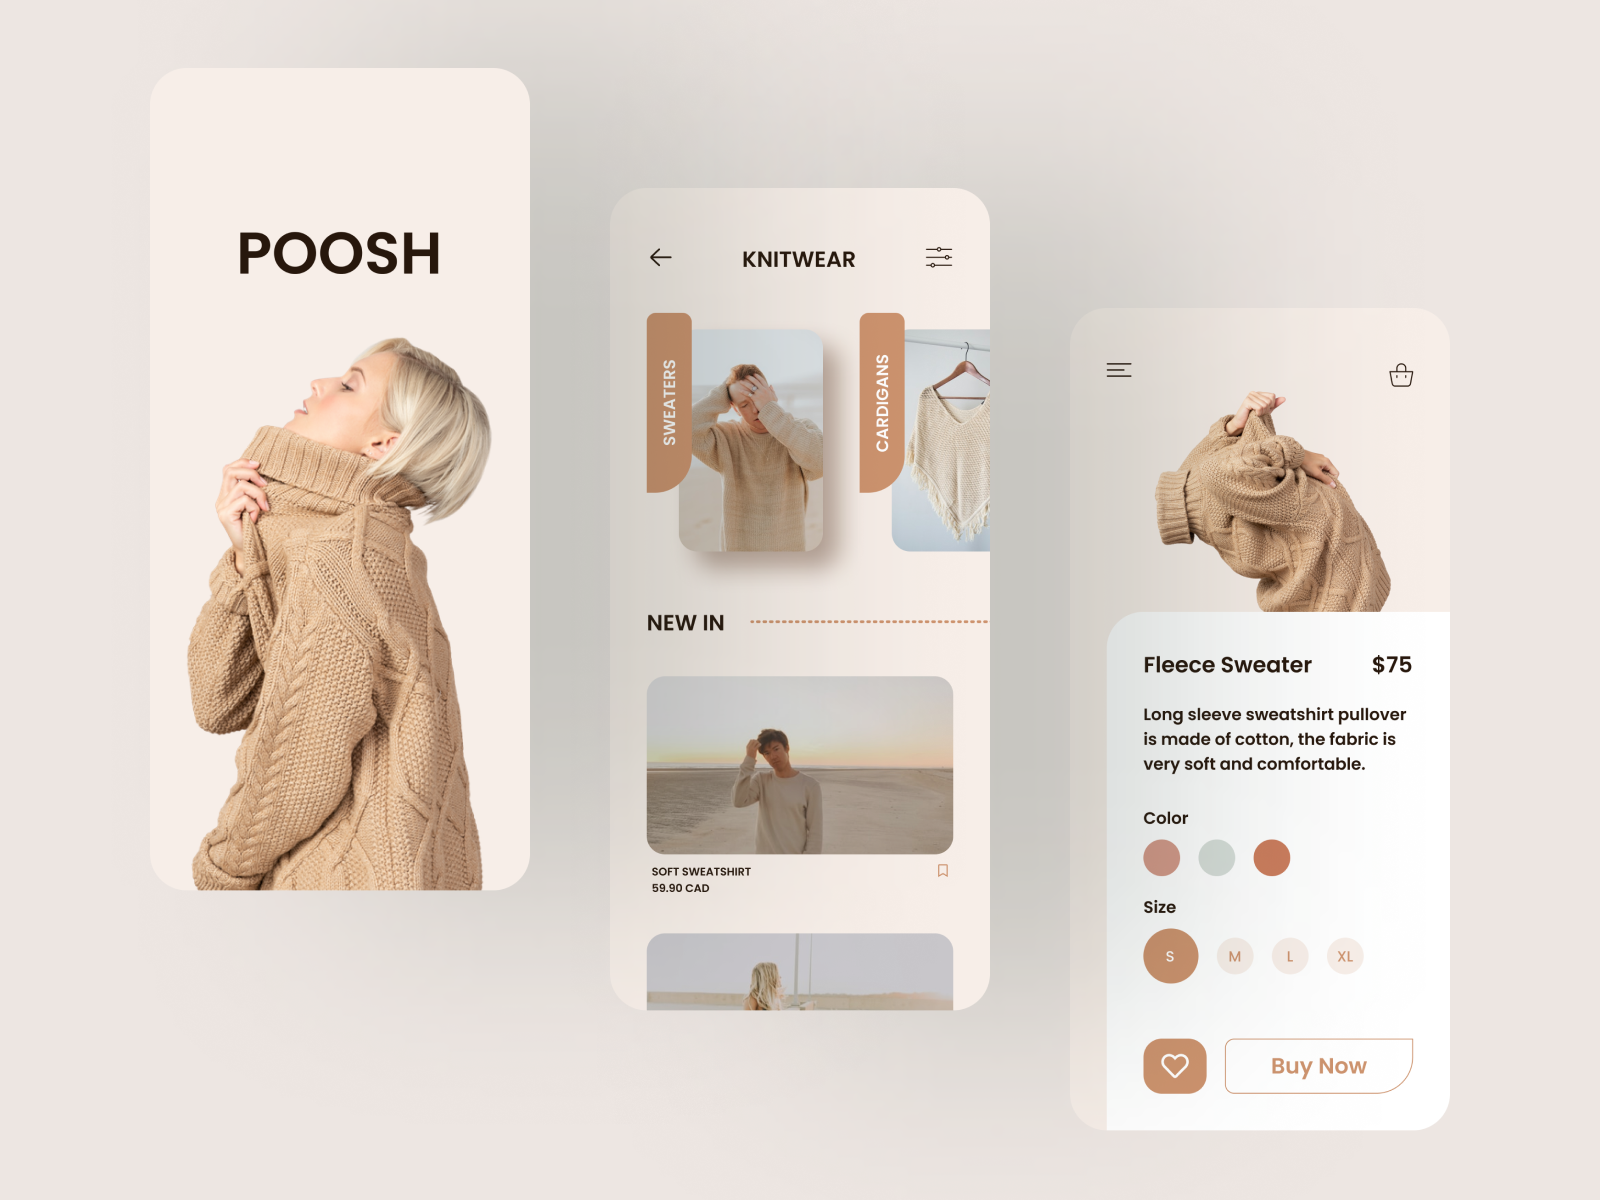 POOSH
KNITWEAR
SWEATERS
CARDIGANS
NEW IN
SOFT SWEATSHIRT
59.90 CAD
Fleece Sweater $75
Long sleeve sweatshirt pullover
is made of cotton, the fabric is
very soft and comfortable.
Color
Size
S M L XL
Buy Now